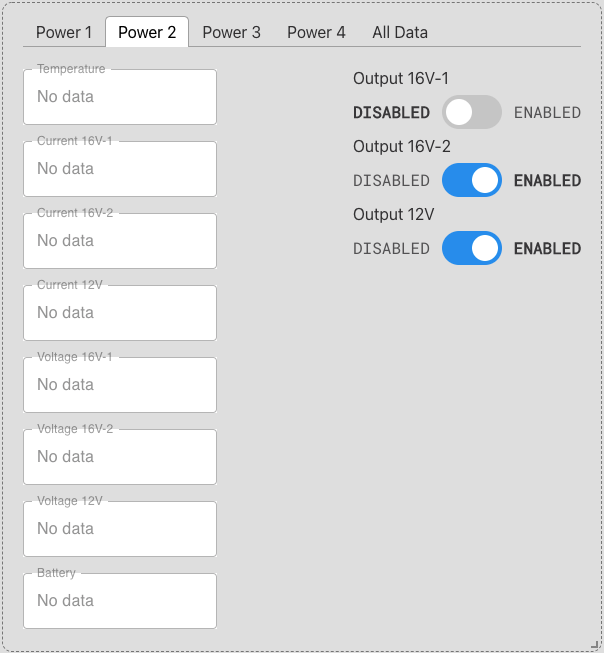 Power 1 Power 2 Power 3 Power 4 All Data
Temperature
No data
Current 16V-1
No data
Current 16V-2
No data
Current 12V
No data
Voltage 16V-1
No data
Voltage 16V-2
No data
Voltage 12V
No data
Battery
No data
Output 16V-1
DISABLED ENABLED
Output 16V-2
DISABLED ENABLED
Output 12V
DISABLED ENABLED